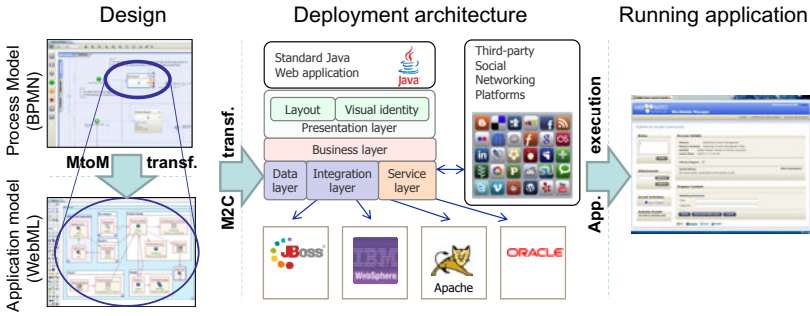 Design
Deployment architecture
Running application
Process Model
(BPMN)
MtoM transf.
Application model
(WebML)
M2C transf.
Standard Java
Web application
Java
Third-party
Social
Networking
Platforms
Layout
Visual identity
Presentation layer
Business layer
Data
layer
Integration
layer
Service
layer
JBoss
IBM
WebSphere
Apache
ORACLE
App. execution